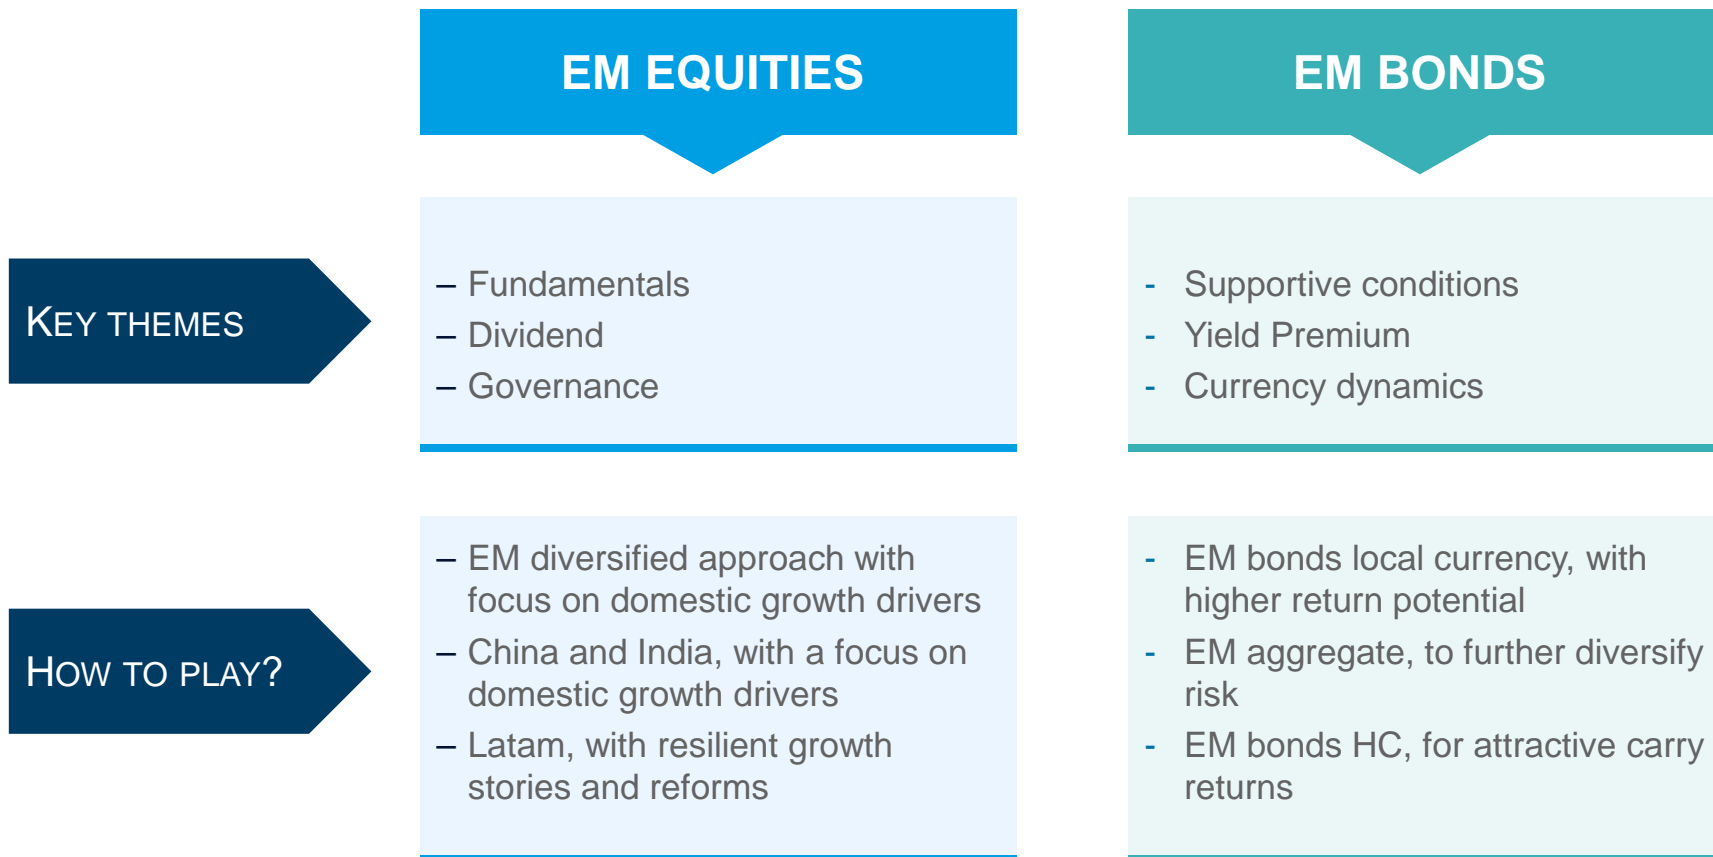 EM EQUITIES
EM BONDS
KEY THEMES
– Fundamentals
– Dividend
– Governance
- Supportive conditions
- Yield Premium
- Currency dynamics
HOW TO PLAY?
– EM diversified approach with
focus on domestic growth drivers
– China and India, with a focus on
domestic growth drivers
– Latam, with resilient growth
stories and reforms
- EM bonds local currency, with
higher return potential
- EM aggregate, to further diversify
risk
- EM bonds HC, for attractive carry
returns